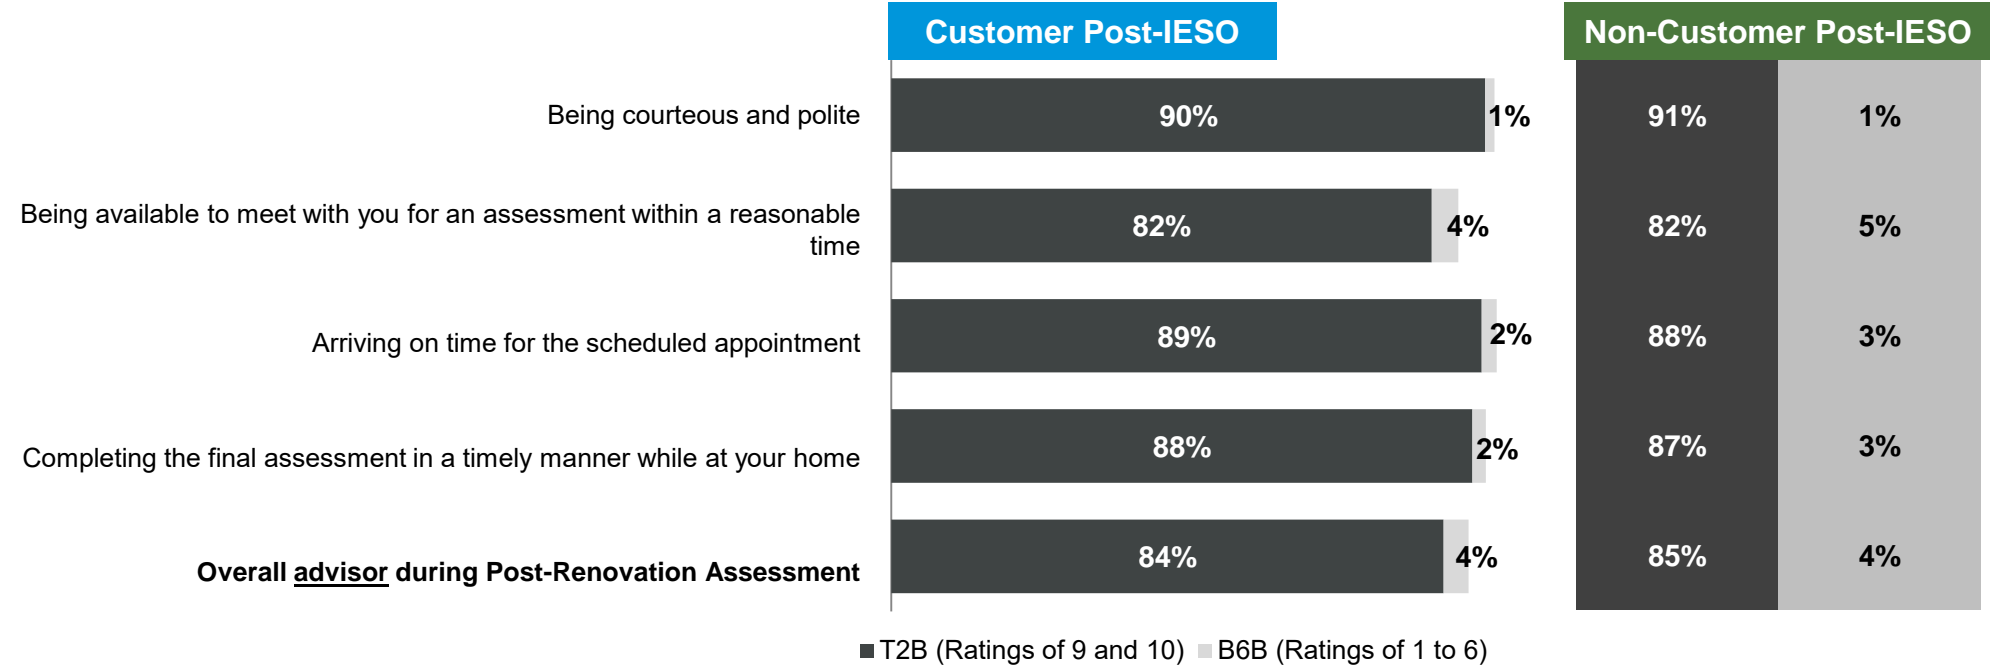 Customer Post-IESO
Non-Customer Post-IESO
Being courteous and polite
90%
1%
91%
1%
Being available to meet with you for an assessment within a reasonable
time
82%
4%
82%
5%
Arriving on time for the scheduled appointment
89%
2%
88%
3%
Completing the final assessment in a timely manner while at your home
88%
2%
87%
3%
Overall advisor during Post-Renovation Assessment
84%
4%
85%
4%
T2B (Ratings of 9 and 10)
B6B (Ratings of 1 to 6)